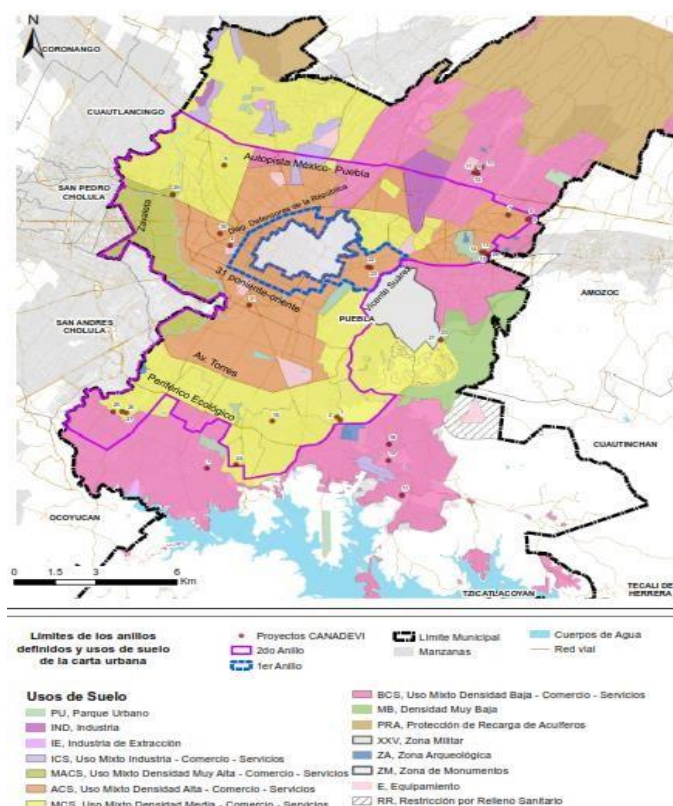 N
CORONANGO
CUAUTLANCINGO
Autopista México- Puebla
SAN PEDRO
CHOLULA
Zavaleta
Diag. Defensores de la República
31 poniente-oriente
Vicente Suárez
AMOZOC
PUEBLA
SAN ANDRES
CHOLULA
Av. Torres
Periférico Ecológico
CUAUTINCHAN
OCOYUCAN
0 1.5 3 6
Km
TZICATLACOYAN
TECALI DE
HERRERA
Límites de los anillos
definidos y usos de suelo
de la carta urbana
Proyectos CANADEVI
2do Anillo
1er Anillo
Límite Municipal
Manzanas
Cuerpos de Agua
Red vial
Usos de Suelo
PU, Parque Urbano
IND, Industria
IE, Industria de Extracción
ICS, Uso Mixto Industria - Comercio - Servicios
MACS, Uso Mixto Densidad Muy Alta - Comercio - Servicios
ACS, Uso Mixto Densidad Alta - Comercio - Servicios
MCS, Uso Mixto Densidad Media - Comercio - Servicios
BCS, Uso Mixto Densidad Baja - Comercio - Servicios
MB, Densidad Muy Baja
PRA, Protección de Recarga de Acuíferos
XXV, Zona Militar
ZA, Zona Arqueológica
ZM, Zona de Monumentos
E, Equipamiento
RR, Restricción por Relleno Sanitario